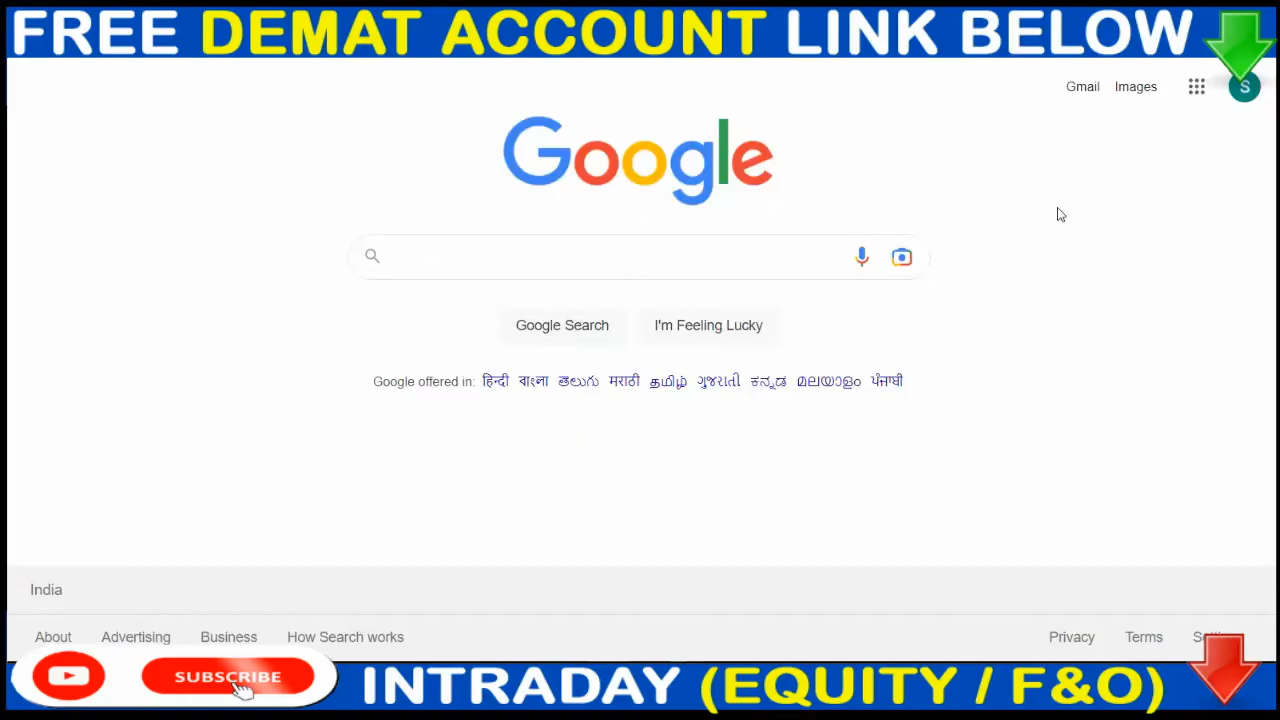 FREE DEMAT ACCOUNT LINK BELOW
Gmail Images S
Google
Google Search I'm Feeling Lucky
Google offered in: हिन्दी বাংলা తెలుగు मराठी தமிழ் ગુજરાતી ಕನ್ನಡ മലയാളം ਪੰਜਾਬੀ
India
About Advertising Business How Search works Privacy Terms
SUBSCRIBE
INTRADAY (EQUITY / F&O)